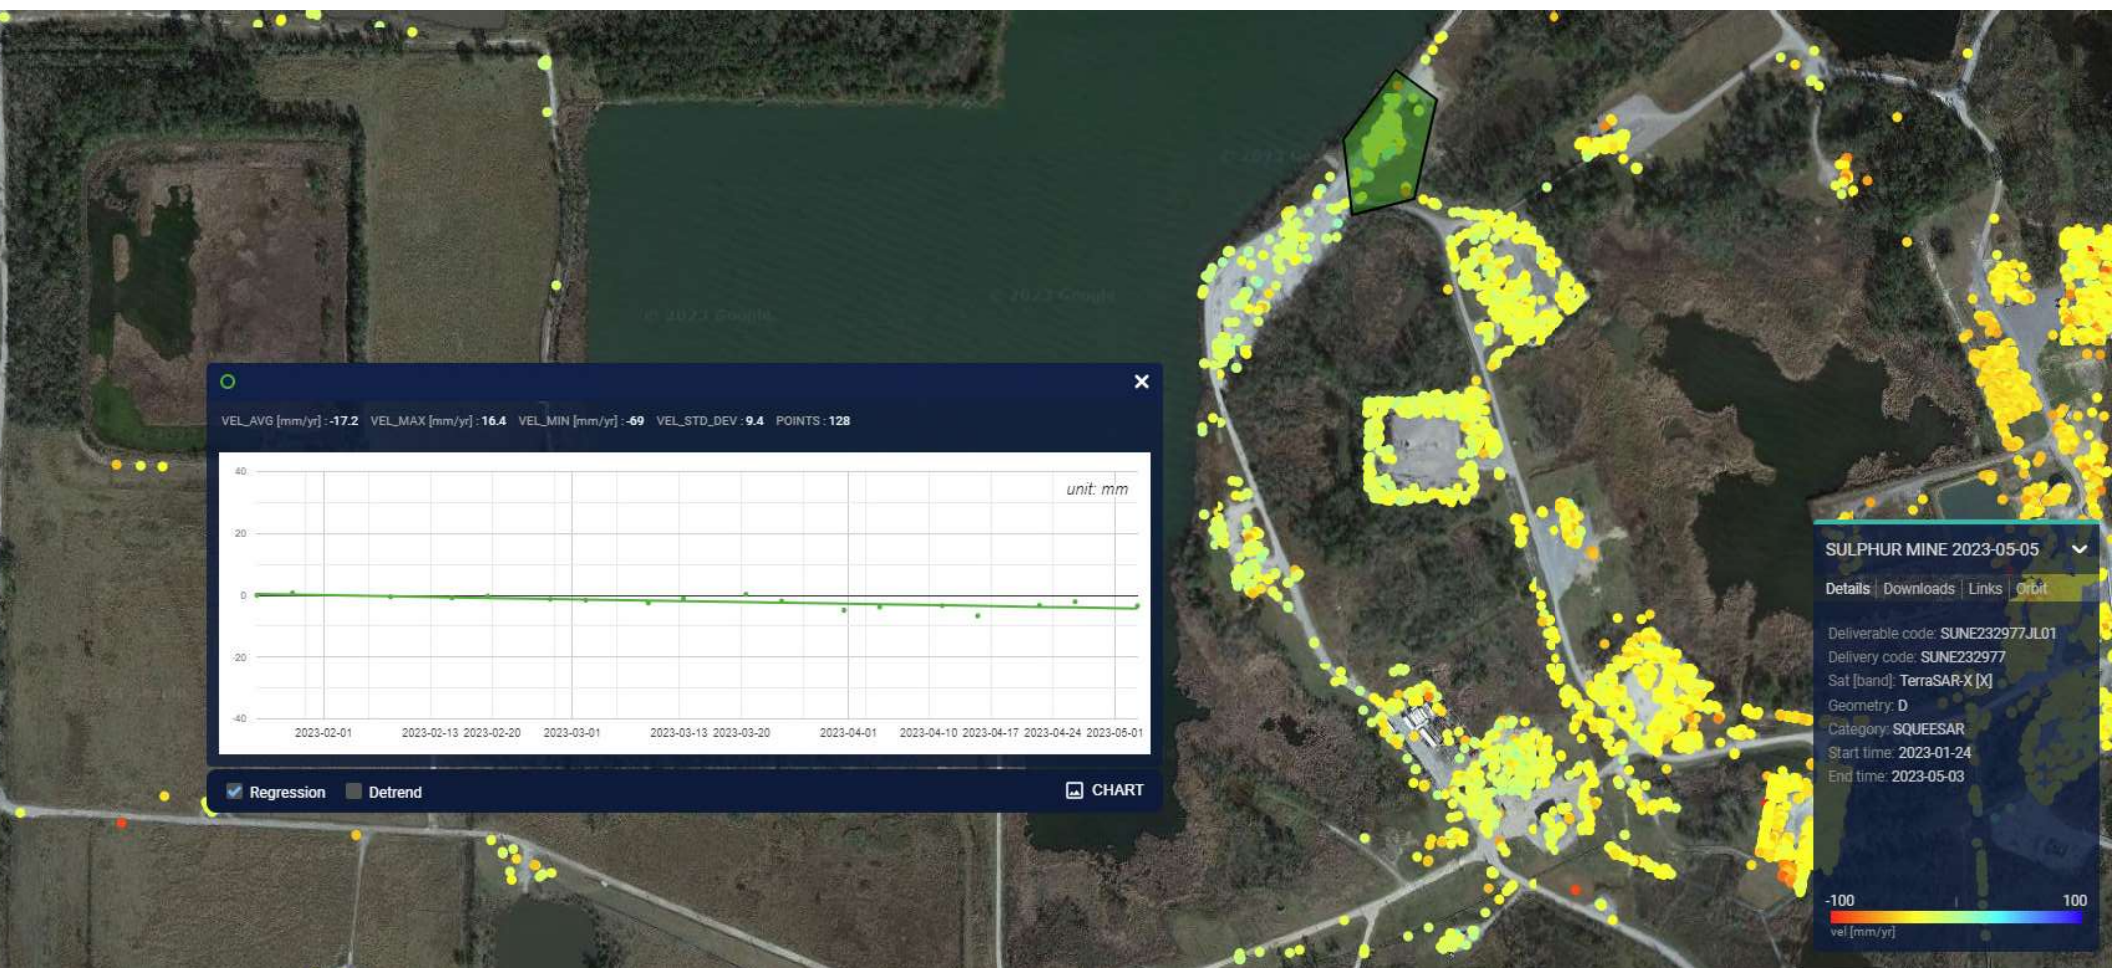 © 2023 Google
© 2023 Google
VEL_AVG [mm/yr] : -17.2 VEL_MAX [mm/yr] : 16.4 VEL_MIN [mm/yr] : -69 VEL_STD_DEV : 9.4 POINTS : 128
unit: mm
40
20
0
-20
-40
2023-02-01 2023-02-13 2023-02-20 2023-03-01 2023-03-13 2023-03-20 2023-04-01 2023-04-10 2023-04-17 2023-04-24 2023-05-01
Regression Detrend CHART
SULPHUR MINE 2023-05-05
Details | Downloads | Links | Orbit
Deliverable code: SUNE232977JL01
Delivery code: SUNE232977
Sat [band]: TerraSAR-X [X]
Geometry: D
Category: SQUEESAR
Start time: 2023-01-24
End time: 2023-05-03
-100 100
vel [mm/yr]